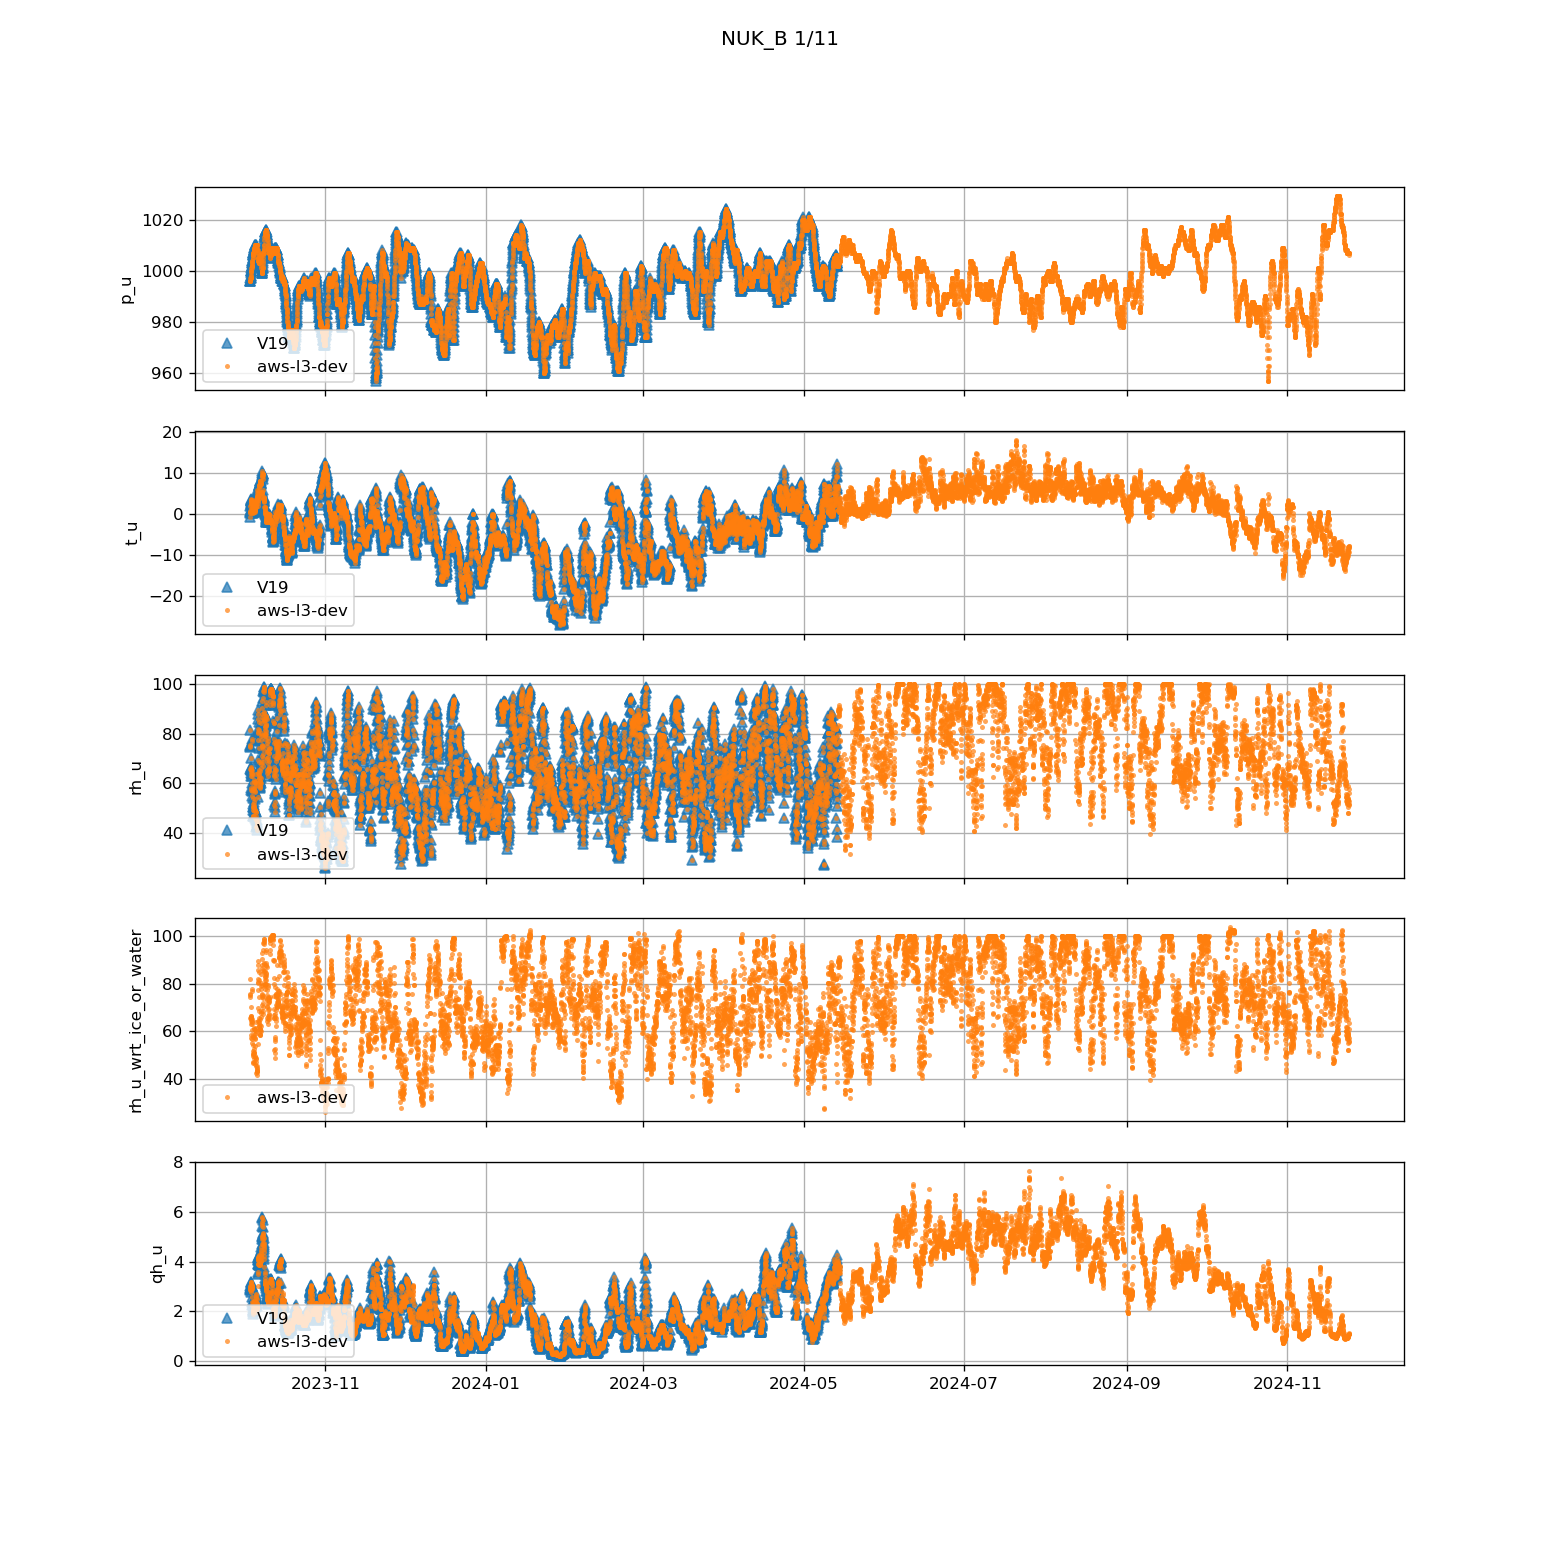 NUK_B 1/11
1020
1000
980
960
p_u
V19
aws-l3-dev
20
10
0
−10
−20
t_u
V19
aws-l3-dev
100
80
60
40
rh_u
V19
aws-l3-dev
100
80
60
40
rh_u_wrt_ice_or_water
aws-l3-dev
8
6
4
2
0
qh_u
V19
aws-l3-dev
2023-11 2024-01 2024-03 2024-05 2024-07 2024-09 2024-11